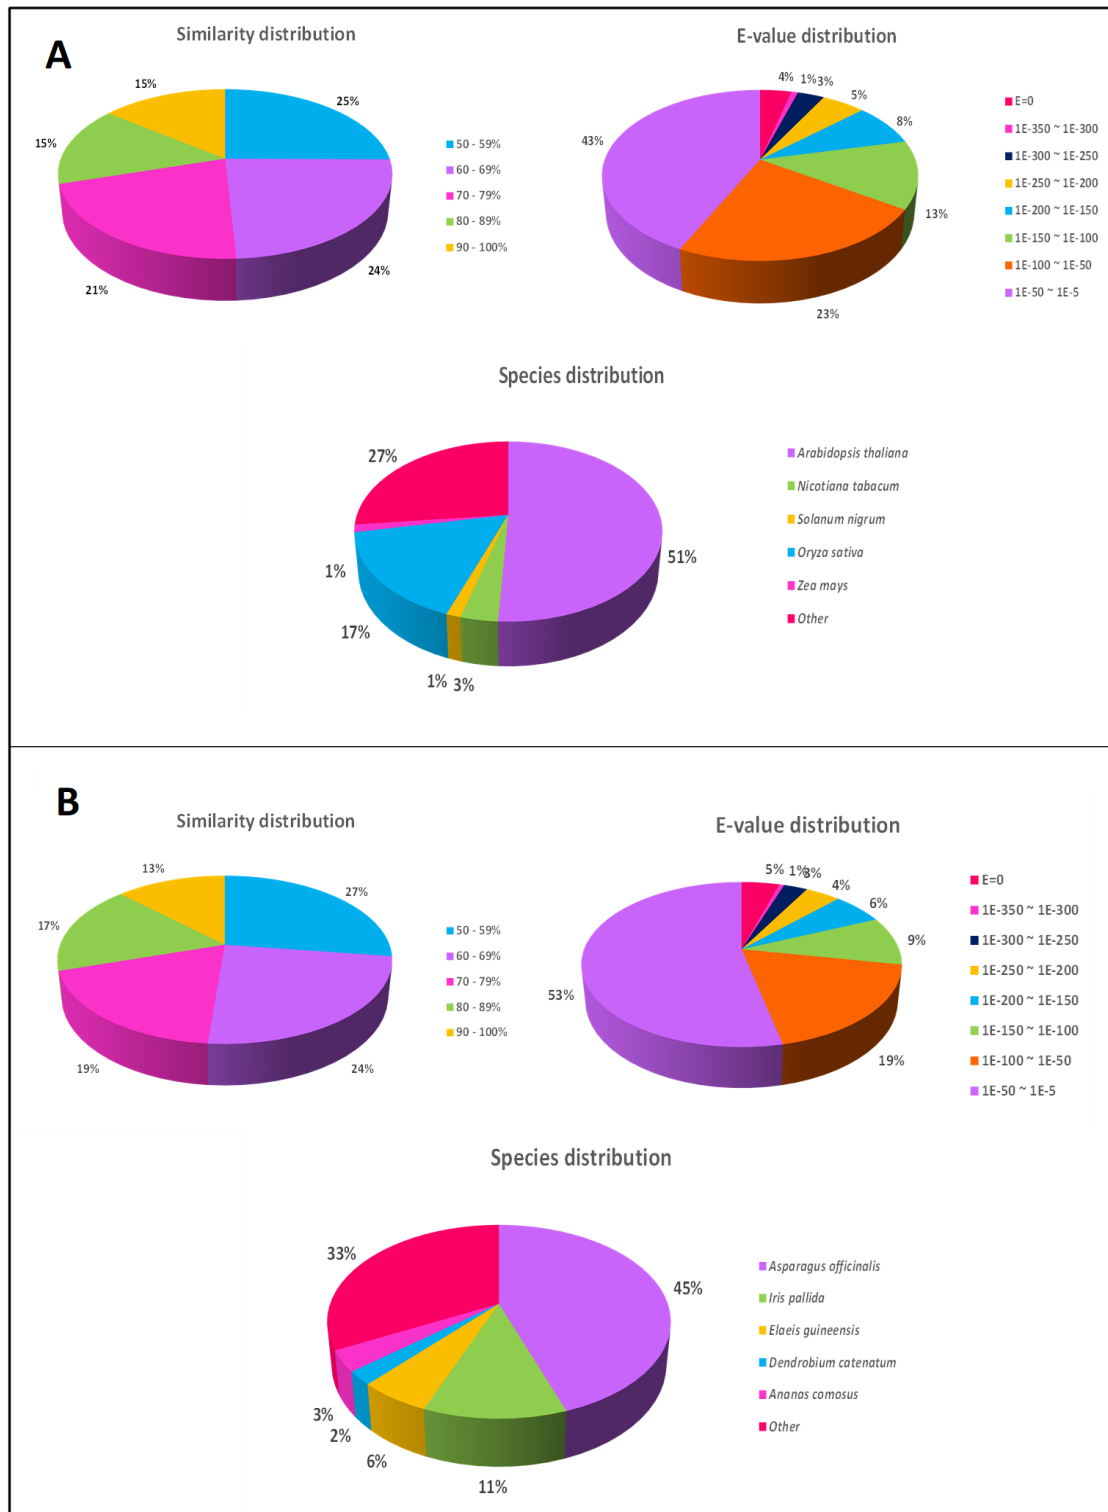 A
Similarity distribution
15%
25%
15%
21%
24%
50 - 59%
60 - 69%
70 - 79%
80 - 89%
90 - 100%
E-value distribution
4% 1% 3%
5%
8%
43%
13%
23%
E=0
1E-350 ~ 1E-300
1E-300 ~ 1E-250
1E-250 ~ 1E-200
1E-200 ~ 1E-150
1E-150 ~ 1E-100
1E-100 ~ 1E-50
1E-50 ~ 1E-5
Species distribution
27%
51%
1%
17%
1% 3%
Arabidopsis thaliana
Nicotiana tabacum
Solanum nigrum
Oryza sativa
Zea mays
Other
B
Similarity distribution
13%
27%
17%
19%
24%
50 - 59%
60 - 69%
70 - 79%
80 - 89%
90 - 100%
E-value distribution
5% 1% 3%
4%
6%
9%
53%
19%
E=0
1E-350 ~ 1E-300
1E-300 ~ 1E-250
1E-250 ~ 1E-200
1E-200 ~ 1E-150
1E-150 ~ 1E-100
1E-100 ~ 1E-50
1E-50 ~ 1E-5
Species distribution
33%
45%
3%
2%
6%
11%
Asparagus officinalis
Iris pallida
Elaeis guineensis
Dendrobium catenatum
Ananas comosus
Other